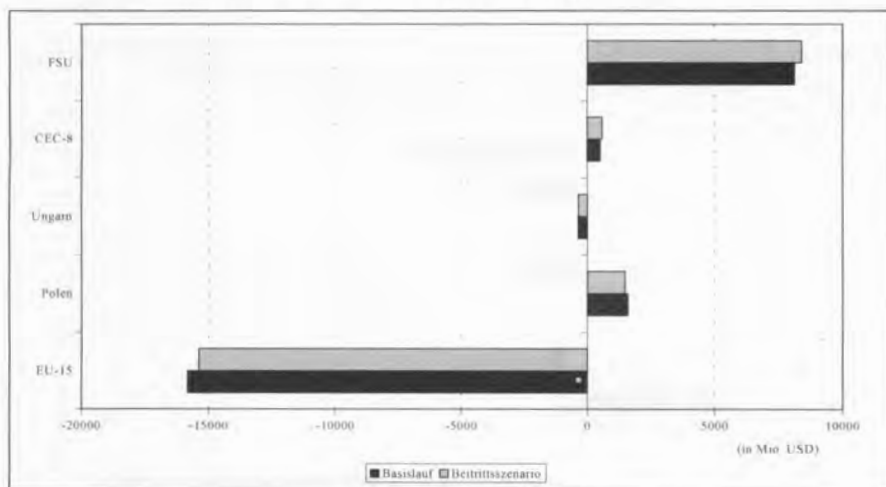 FSU
CEC-8
Ungarn
Polen
EU-15
-20000 -15000 -10000 -5000 0 5000 10000
(in Mio USD)
Basislauf Beitrittsszenario